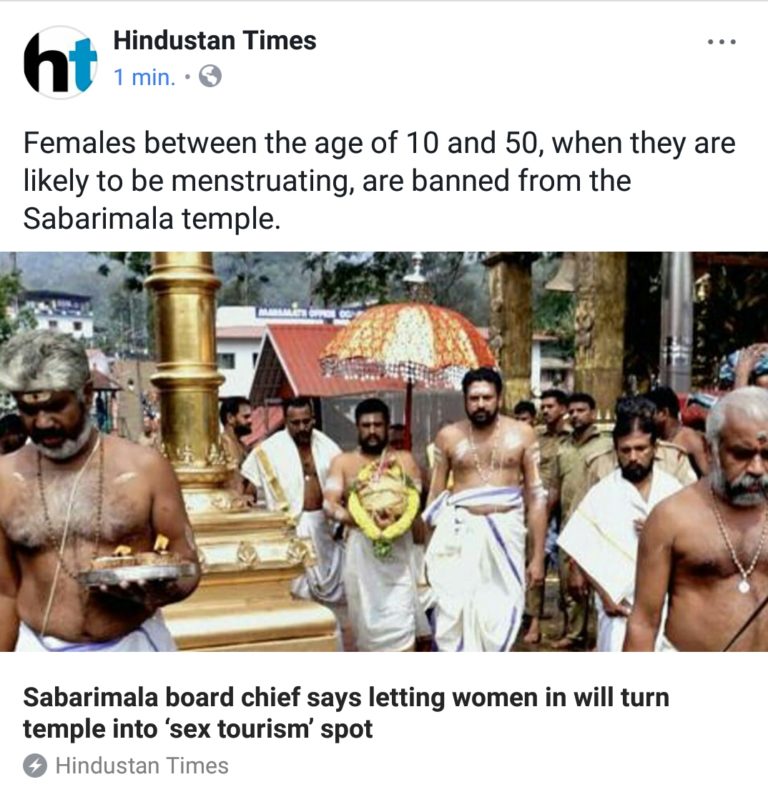 ht
Hindustan Times
1 min.
Females between the age of 10 and 50, when they are
likely to be menstruating, are banned from the
Sabarimala temple.
Sabarimala board chief says letting women in will turn
temple into ‘sex tourism’ spot
Hindustan Times